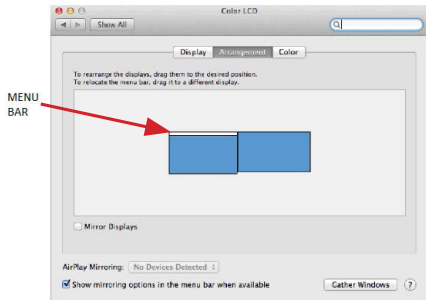 Color LCD
Show All
Display Arrangement Color
To rearrange the displays, drag them to the desired position.
To relocate the menu bar, drag it to a different display.
MENU
BAR
Mirror Displays
AirPlay Mirroring: No Devices Detected
Show mirroring options in the menu bar when available
Gather Windows ?